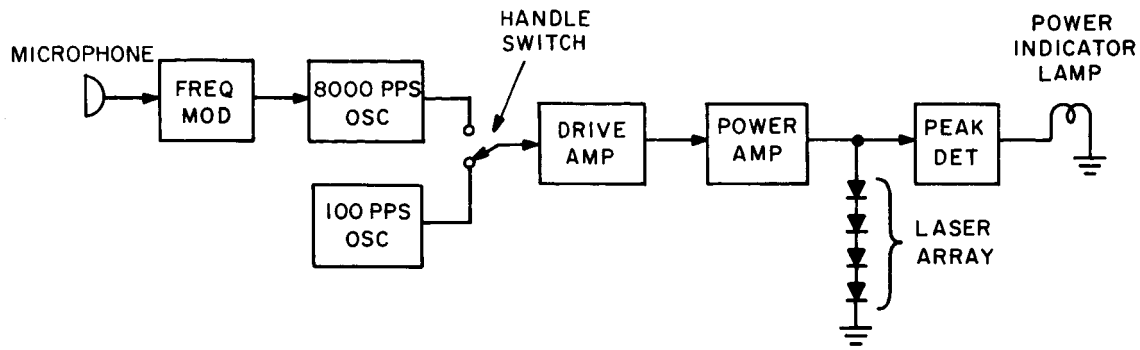 MICROPHONE
FREQ
MOD
8000 PPS
OSC
100 PPS
OSC
HANDLE
SWITCH
DRIVE
AMP
POWER
AMP
PEAK
DET
POWER
INDICATOR
LAMP
LASER
ARRAY